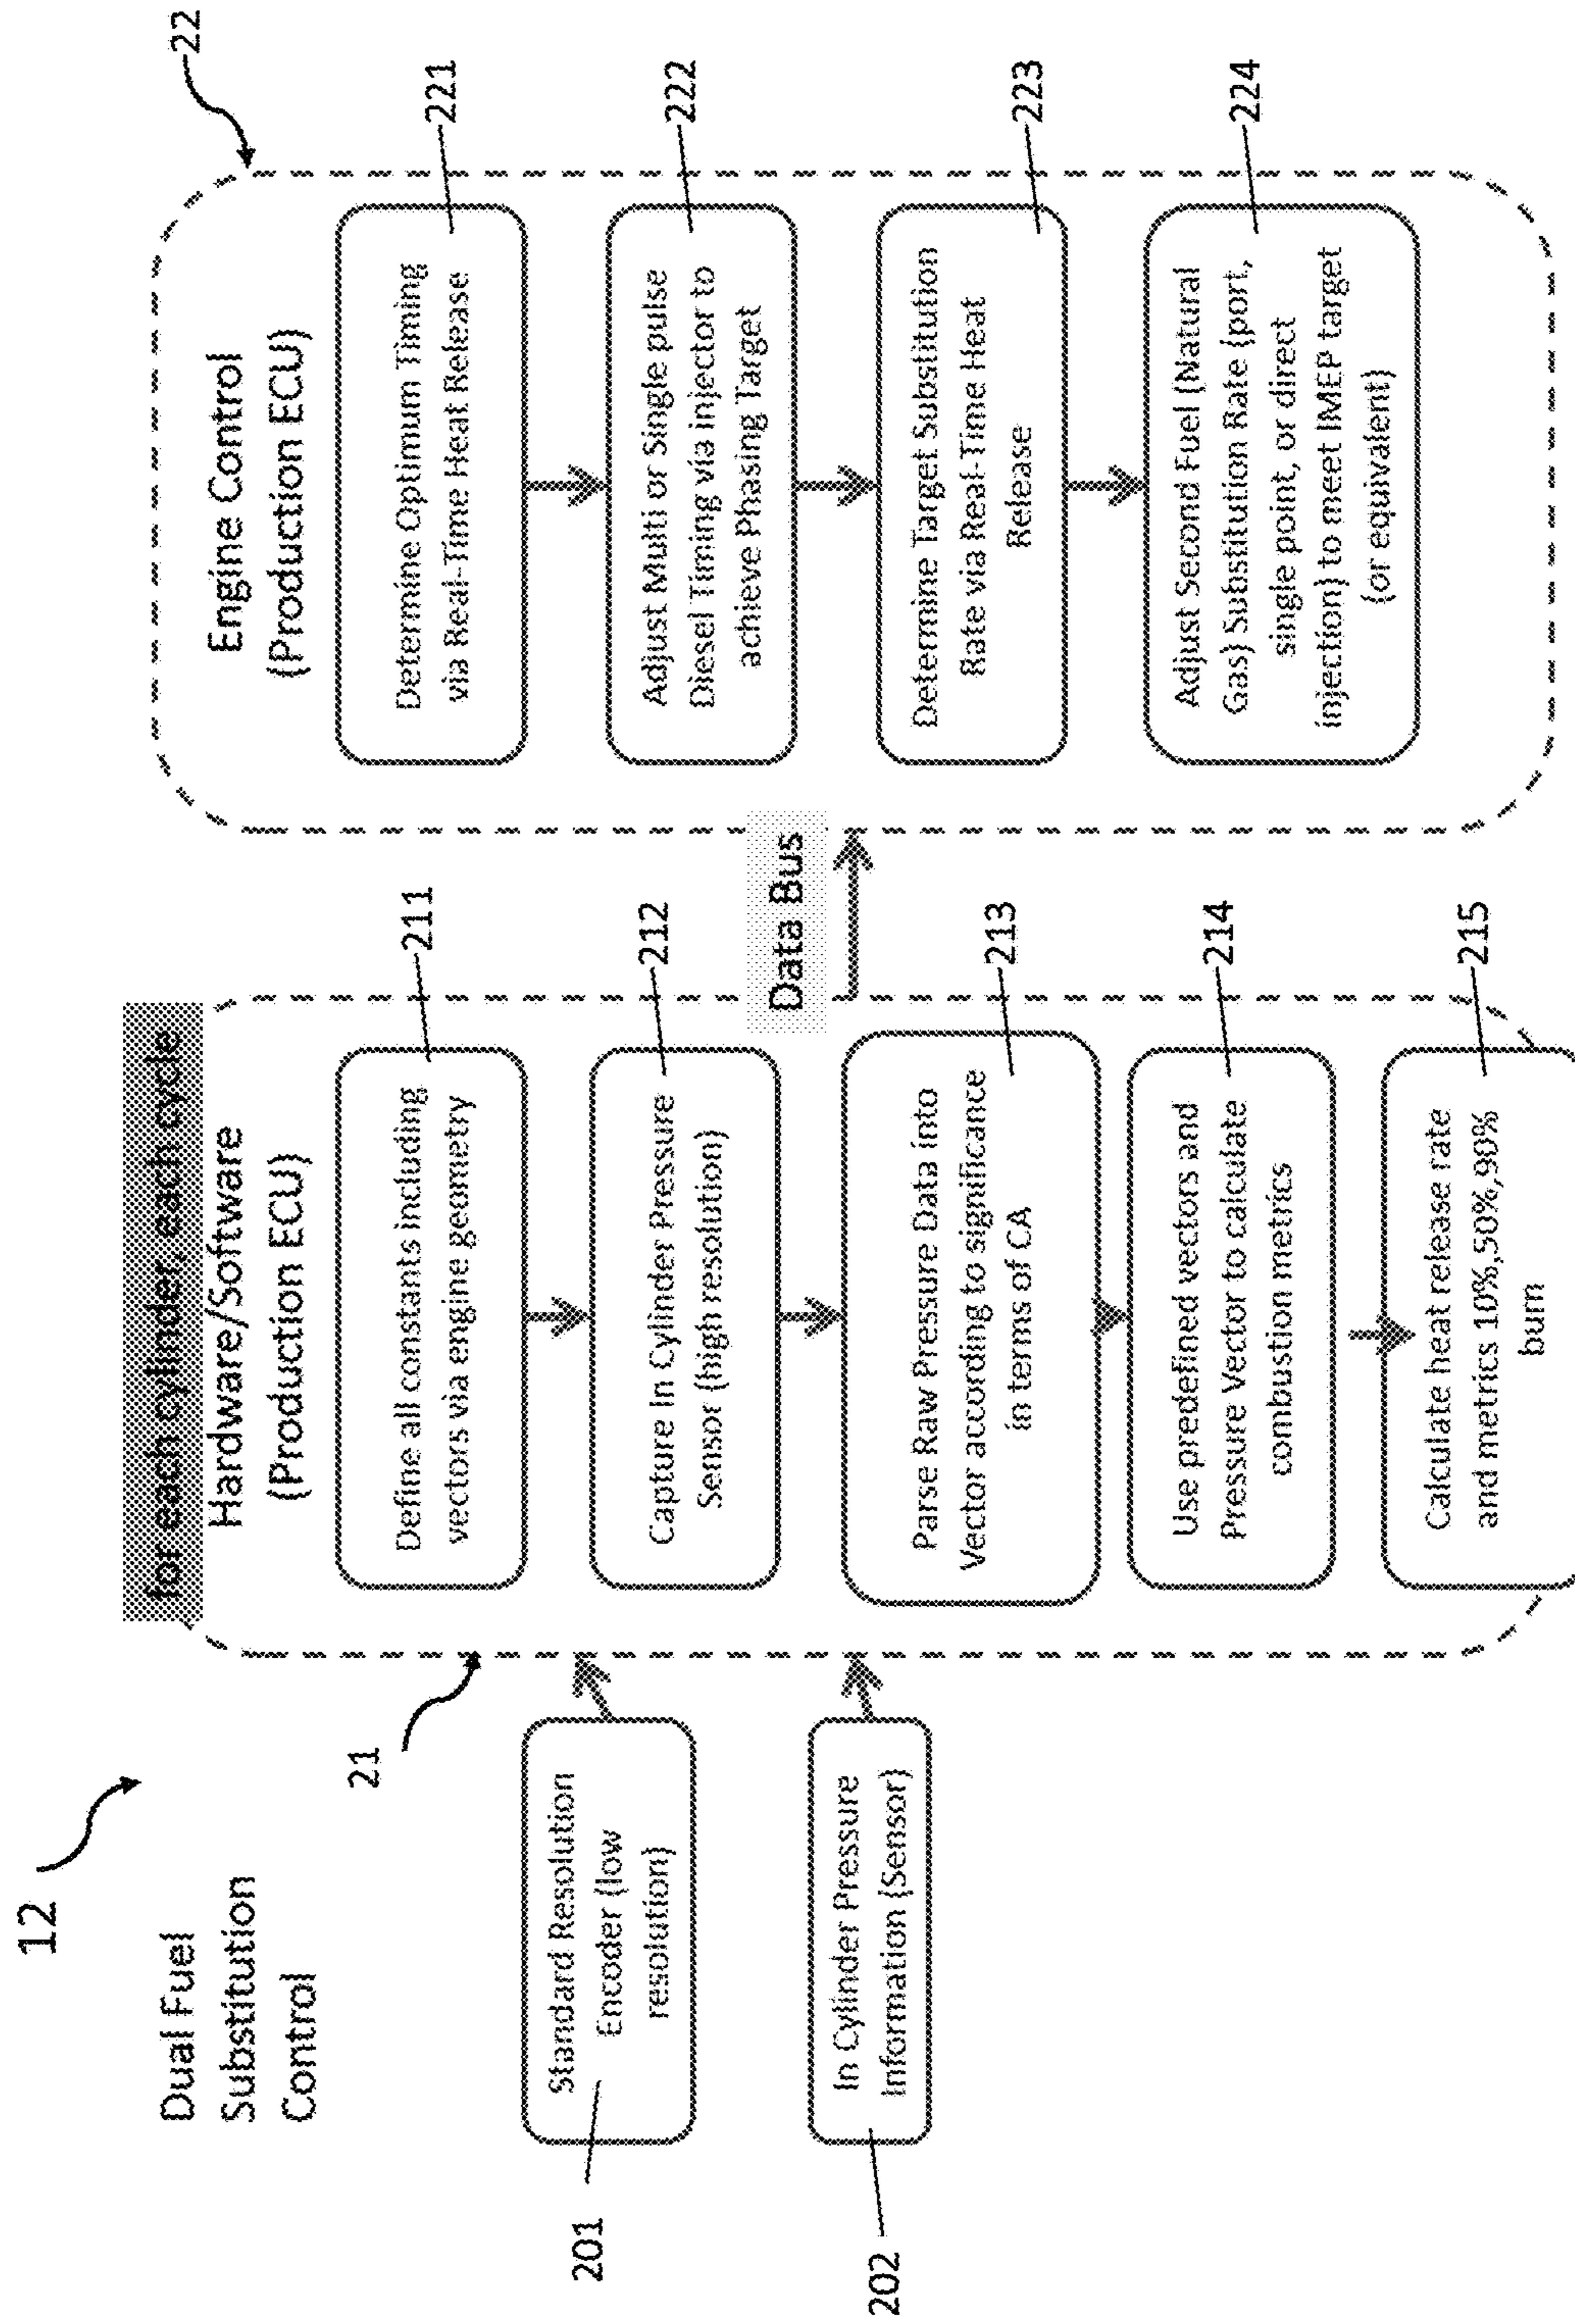 12
Dual Fuel
Substitution
Control
201
Standard Resolution
Encoder (low
resolution)
202
In Cylinder Pressure
Information (Sensor)
21
for each cylinder, each cycle
Hardware/Software
(Production ECU)
Define all constants including
vectors via engine geometry
211
Capture In Cylinder Pressure
Sensor (high resolution)
212
Parse Raw Pressure Data into
Vector according to significance
in terms of CA
213
Use predefined vectors and
Pressure Vector to calculate
combustion metrics
214
Calculate heat release rate
and metrics 10%,50%,90%
burn
215
Data Bus
22
Engine Control
(Production ECU)
Determine Optimum Timing
via Real-Time Heat Release
221
Adjust Multi or Single pulse
Diesel Timing via injector to
achieve Phasing Target
222
Determine Target Substitution
Rate via Real-Time Heat
Release
223
Adjust Second Fuel (Natural
Gas) Substitution Rate (port,
single point, or direct
injection) to meet IMEP target
(or equivalent)
224